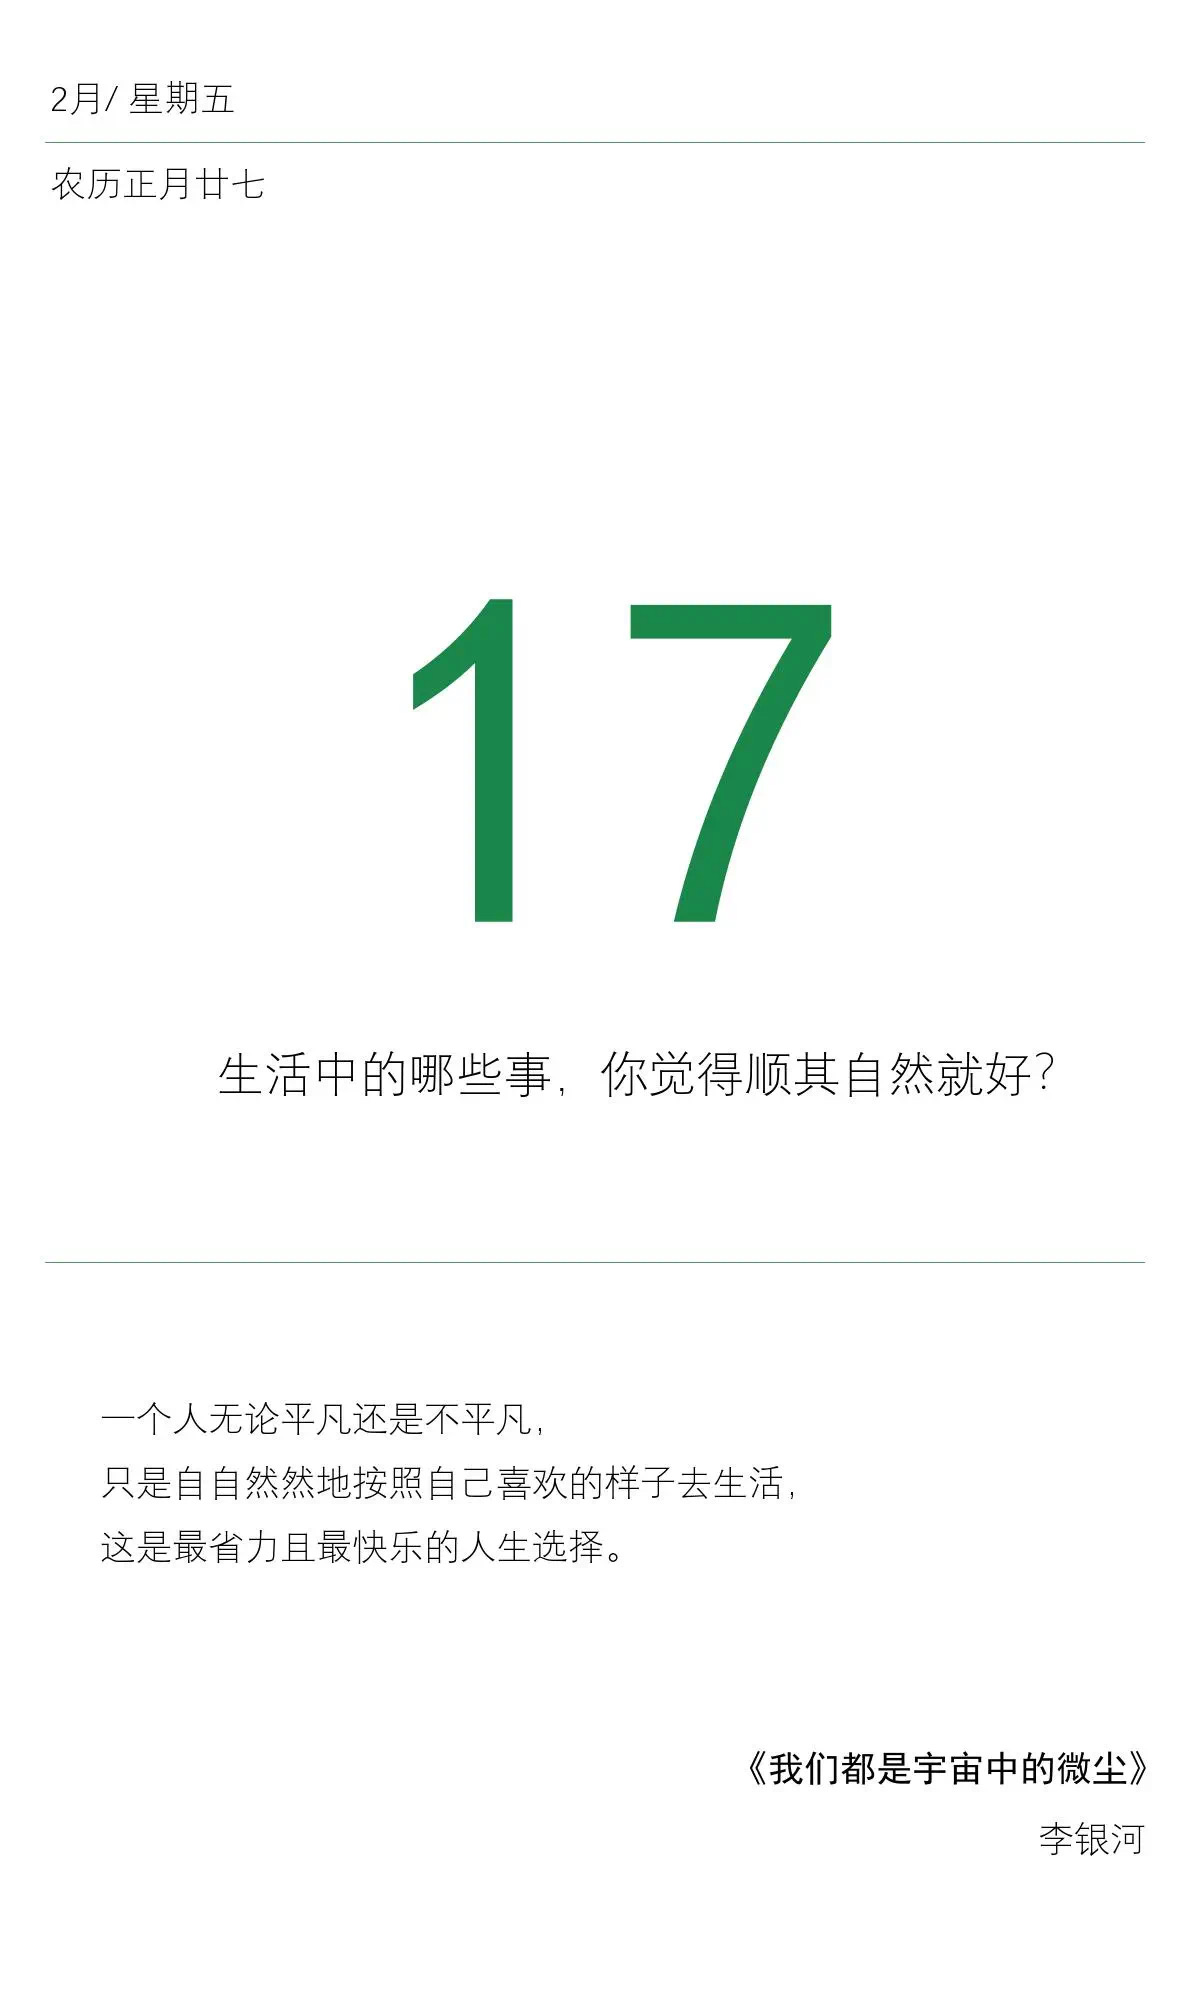 2月/ 星期五
农历正月廿七
17
生活中的哪些事，你觉得顺其自然就好？
一个人无论平凡还是不平凡，
只是自自然然地按照自己喜欢的样子去生活，
这是最省力且最快乐的人生选择。
《我们都是宇宙中的微尘》
李银河